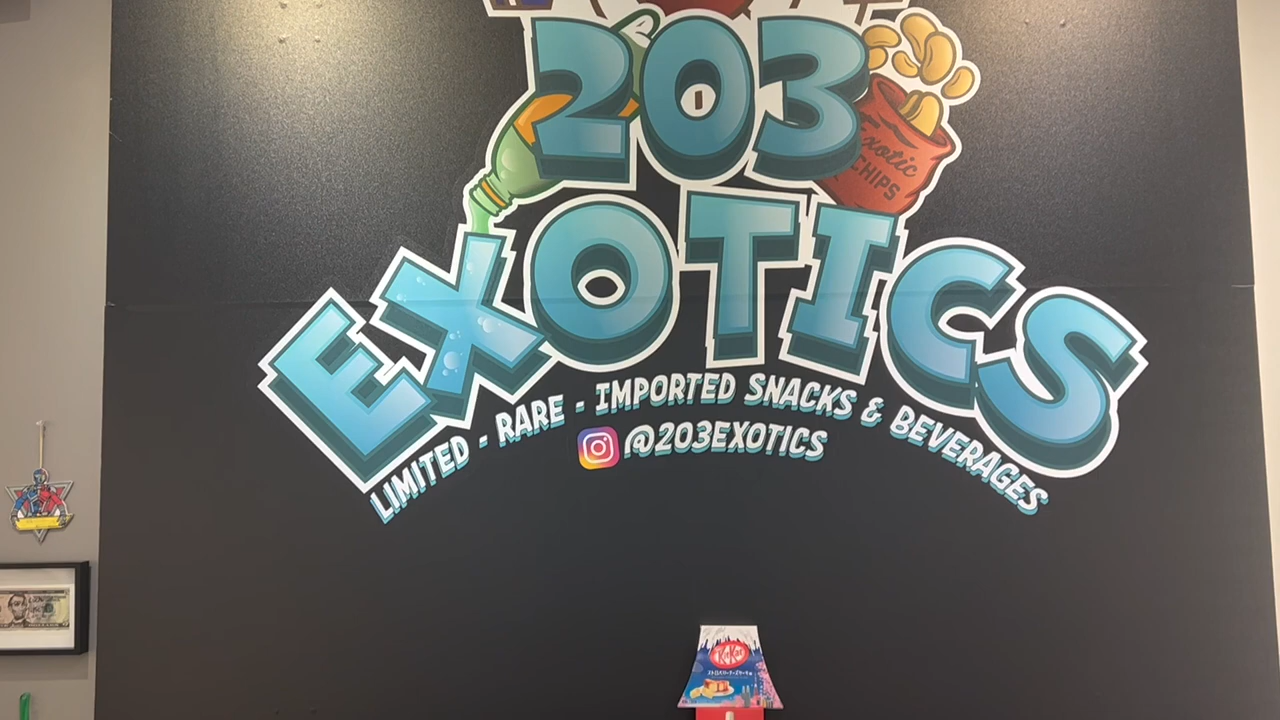 203
Exotic
CHIPS
EXOTICS
LIMITED - RARE - IMPORTED SNACKS & BEVERAGES
@203EXOTICS
KitKat